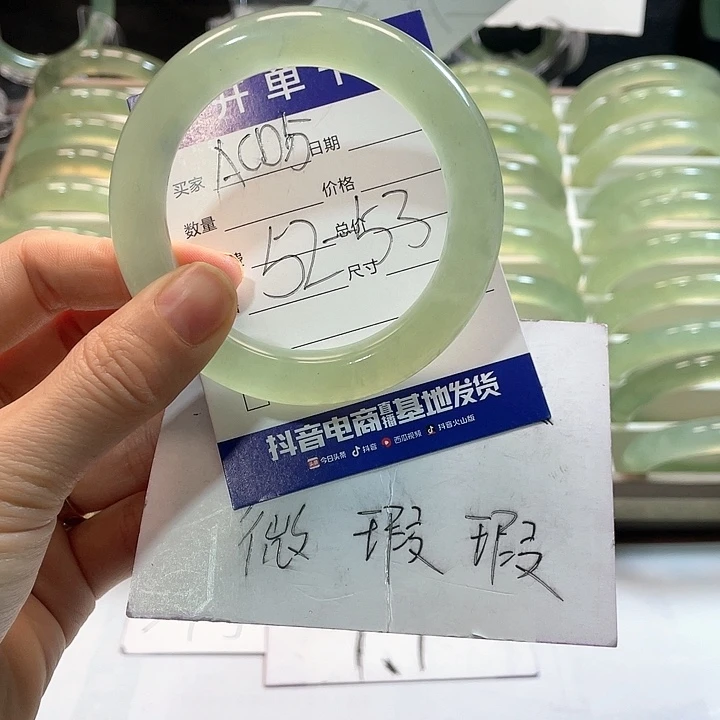 开单卡
AC05
日期
买家
价格
数量
总价
52-53
尺寸
抖音电商直播基地发货
今日头条 抖音 西瓜视频 抖音火山版
微瑕瑕